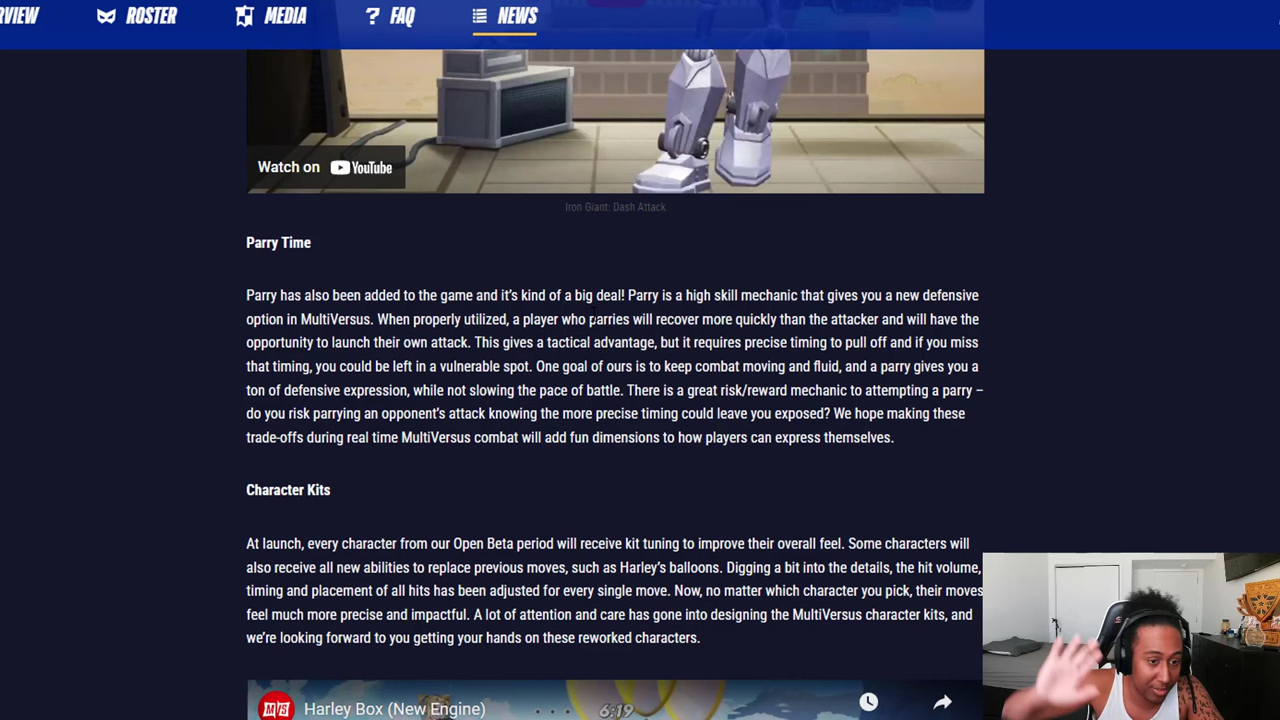 RVIEW ROSTER MEDIA ? FAQ NEWS
Watch on YouTube
Iron Giant: Dash Attack
Parry Time
Parry has also been added to the game and it's kind of a big deal! Parry is a high skill mechanic that gives you a new defensive
option in MultiVersus. When properly utilized, a player who parries will recover more quickly than the attacker and will have the
opportunity to launch their own attack. This gives a tactical advantage, but it requires precise timing to pull off and if you miss
that timing, you could be left in a vulnerable spot. One goal of ours is to keep combat moving and fluid, and a parry gives you a
ton of defensive expression, while not slowing the pace of battle. There is a great risk/reward mechanic to attempting a parry –
do you risk parrying an opponent's attack knowing the more precise timing could leave you exposed? We hope making these
trade-offs during real time MultiVersus combat will add fun dimensions to how players can express themselves.
Character Kits
At launch, every character from our Open Beta period will receive kit tuning to improve their overall feel. Some characters will
also receive all new abilities to replace previous moves, such as Harley's balloons. Digging a bit into the details, the hit volume,
timing and placement of all hits has been adjusted for every single move. Now, no matter which character you pick, their moves
feel much more precise and impactful. A lot of attention and care has gone into designing the MultiVersus character kits, and
we're looking forward to you getting your hands on these reworked characters.
MVS Harley Box (New Engine) 6:19